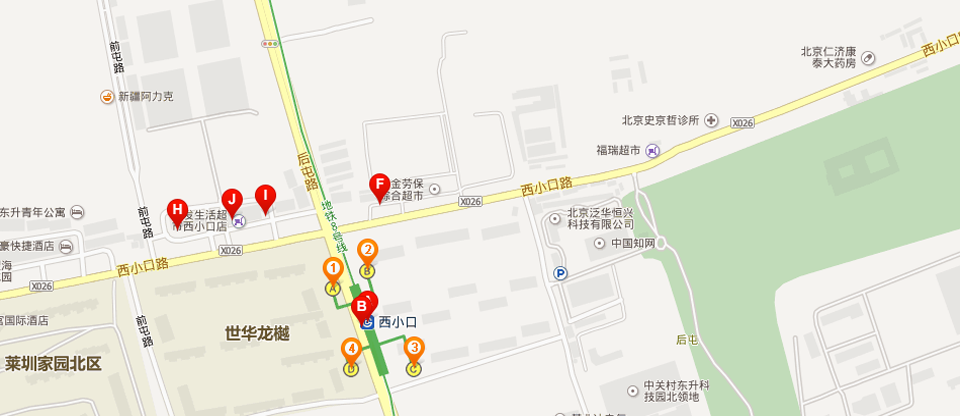 前屯路
新疆阿力克
后屯路
地铁8号线
西小口路
北京仁济康
泰大药房
X026
北京史京哲诊所
福瑞超市
西小口路
X026
F
金劳保
综合超市
H
J
I
发生活超
市西小口店
东升青年公寓
前屯路
豪快捷酒店
X026
西小口路
X026
北京泛华恒兴
科技有限公司
中国知网
P
1
A
2
B
B
西小口
国际酒店
前屯路
世华龙樾
莱圳家园北区
4
D
3
C
后屯
中关村东升科
技园北领地